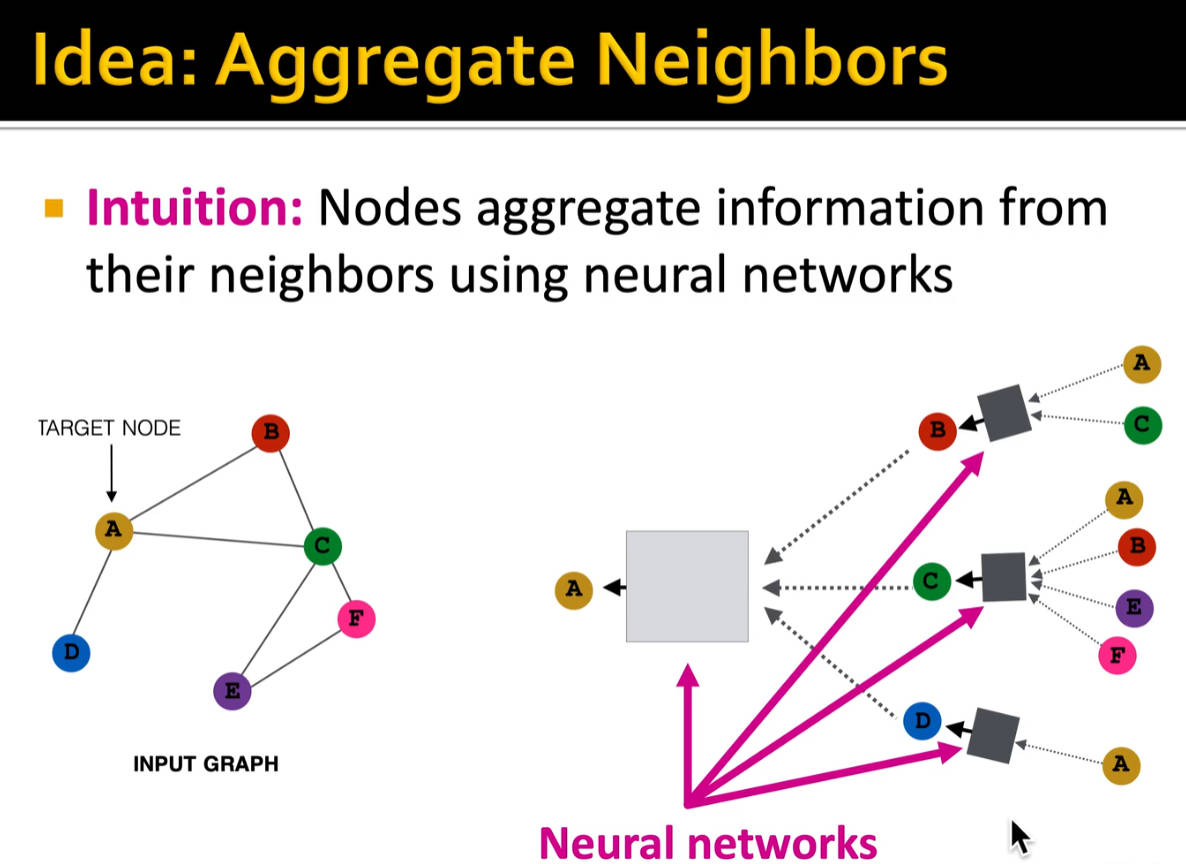 Idea: Aggregate Neighbors
Intuition: Nodes aggregate information from
their neighbors using neural networks
TARGET NODE
B
A
C
F
D
E
INPUT GRAPH
A
B
C
D
A
C
A
B
E
F
A
Neural networks